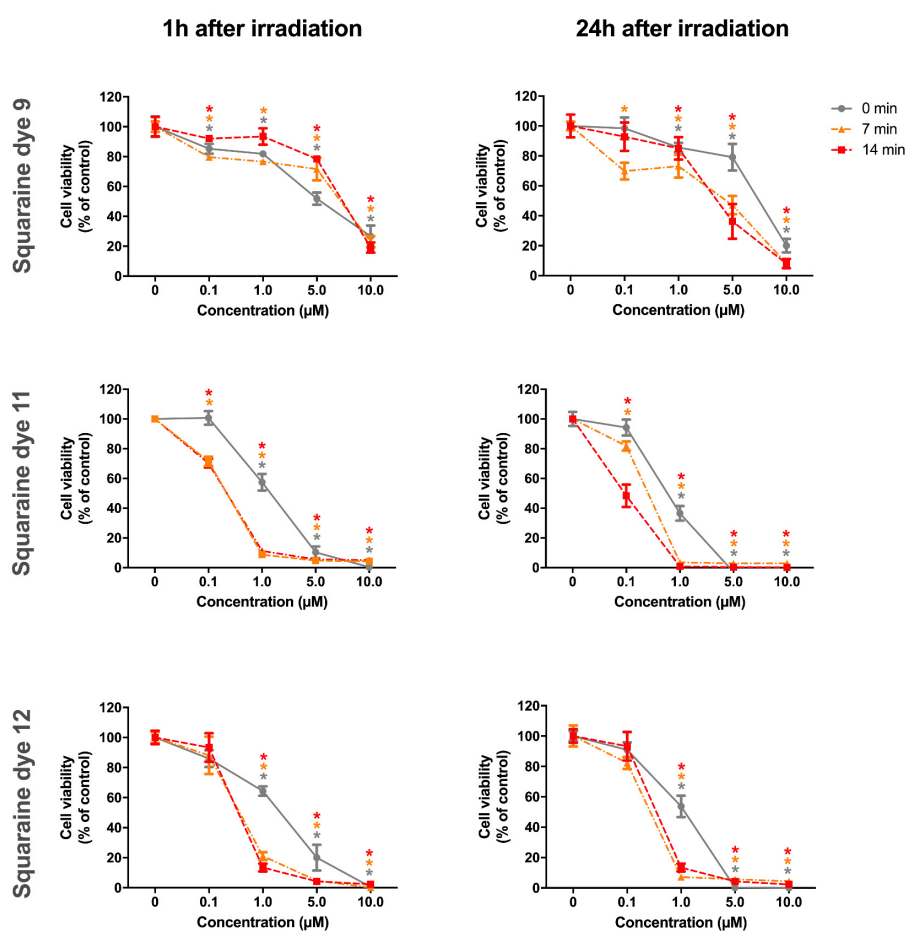 1h after irradiation
24h after irradiation
Squaraine dye 9
Cell viability
(% of control)
120
100
80
60
40
20
0
0 0.1 1.0 5.0 10.0
Concentration (µM)
* * * * * * * * * * *
Cell viability
(% of control)
120
100
80
60
40
20
0
0 0.1 1.0 5.0 10.0
Concentration (µM)
* * * * * * * * * *
0 min
7 min
14 min
Squaraine dye 11
Cell viability
(% of control)
120
100
80
60
40
20
0
0 0.1 1.0 5.0 10.0
Concentration (µM)
* * * * * * * * * * *
Cell viability
(% of control)
120
100
80
60
40
20
0
0 0.1 1.0 5.0 10.0
Concentration (µM)
* * * * * * * * * * *
Squaraine dye 12
Cell viability
(% of control)
120
100
80
60
40
20
0
0 0.1 1.0 5.0 10.0
Concentration (µM)
* * * * * * * * *
Cell viability
(% of control)
120
100
80
60
40
20
0
0 0.1 1.0 5.0 10.0
Concentration (µM)
* * * * * * * * *